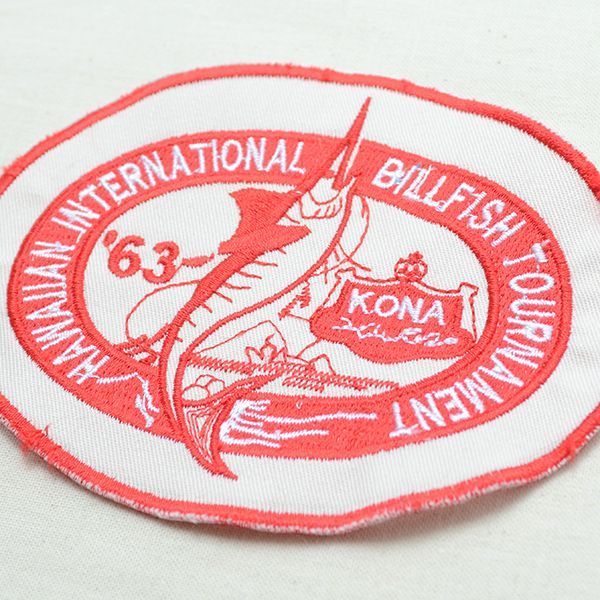 HAWAIIAN INTERNATIONAL BILLFISH TOURNAMENT
'63
KONA